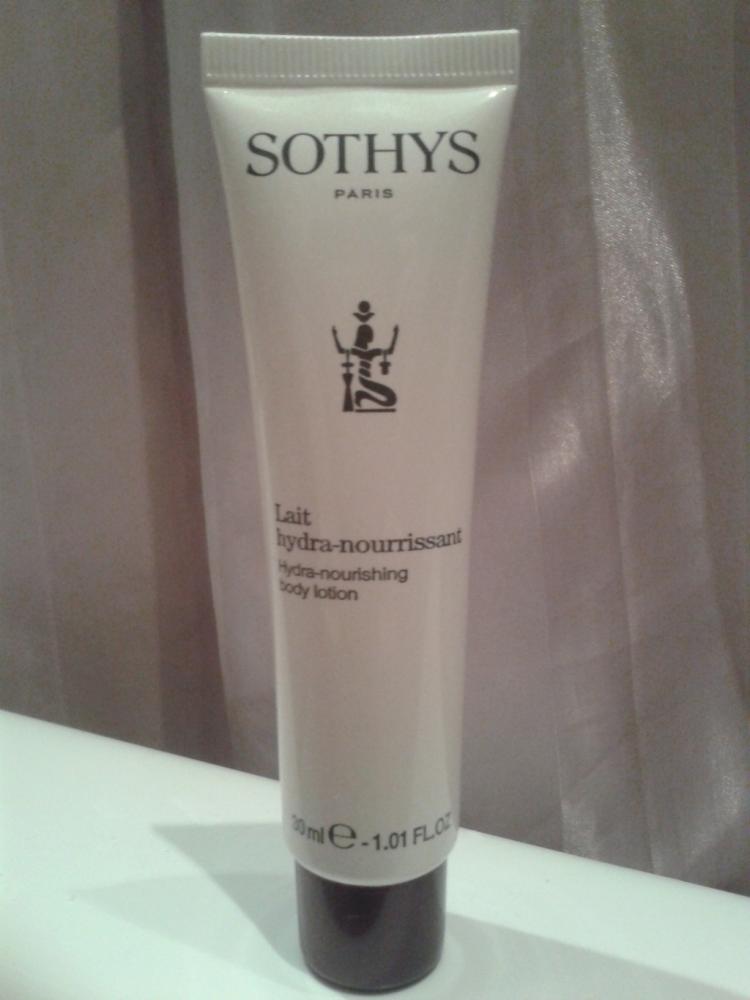 SOTHYS
PARIS
Lait
hydra-nourrissant
Hydra-nourishing
body lotion
30 ml e - 1.01 FL.OZ